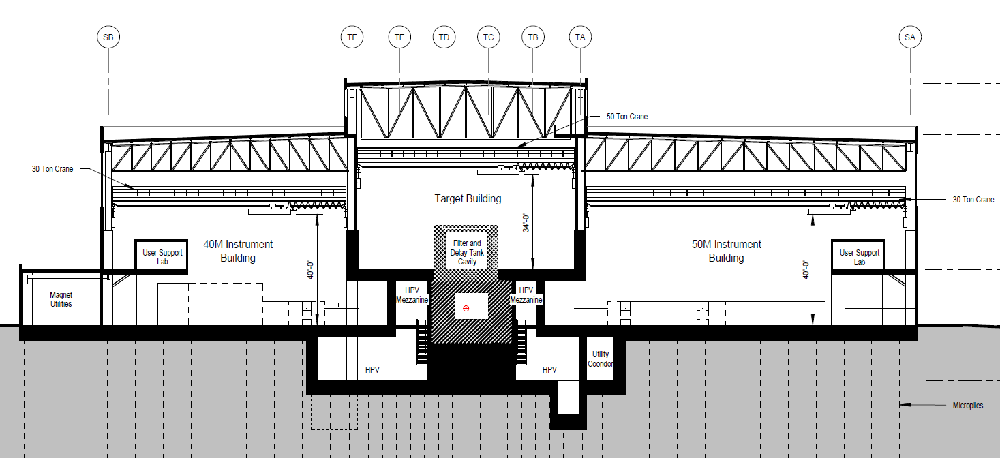 SB
TF
TE
TD
TC
TB
TA
SA
50 Ton Crane
30 Ton Crane
30 Ton Crane
Target Building
34'-0"
40M Instrument
Building
50M Instrument
Building
Filter and
Delay Tank
Cavity
User Support
Lab
User Support
Lab
40'-0"
40'-0"
Magnet
Utilities
HPV
Mezzanine
HPV
Mezzanine
HPV
HPV
Utility
Cooridor
Micropiles